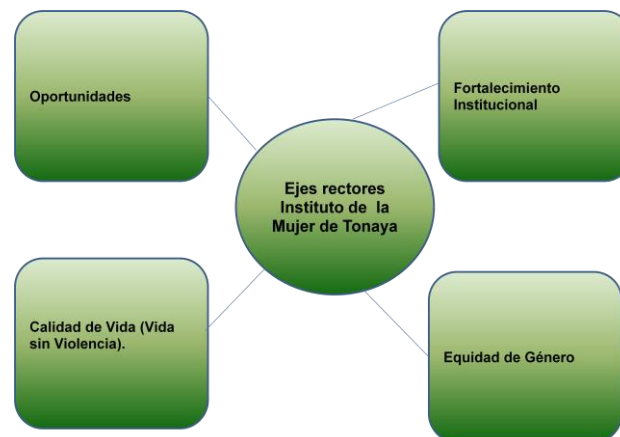 Oportunidades
Fortalecimiento
Institucional
Ejes rectores
Instituto de la
Mujer de Tonaya
Calidad de Vida (Vida
sin Violencia).
Equidad de Género